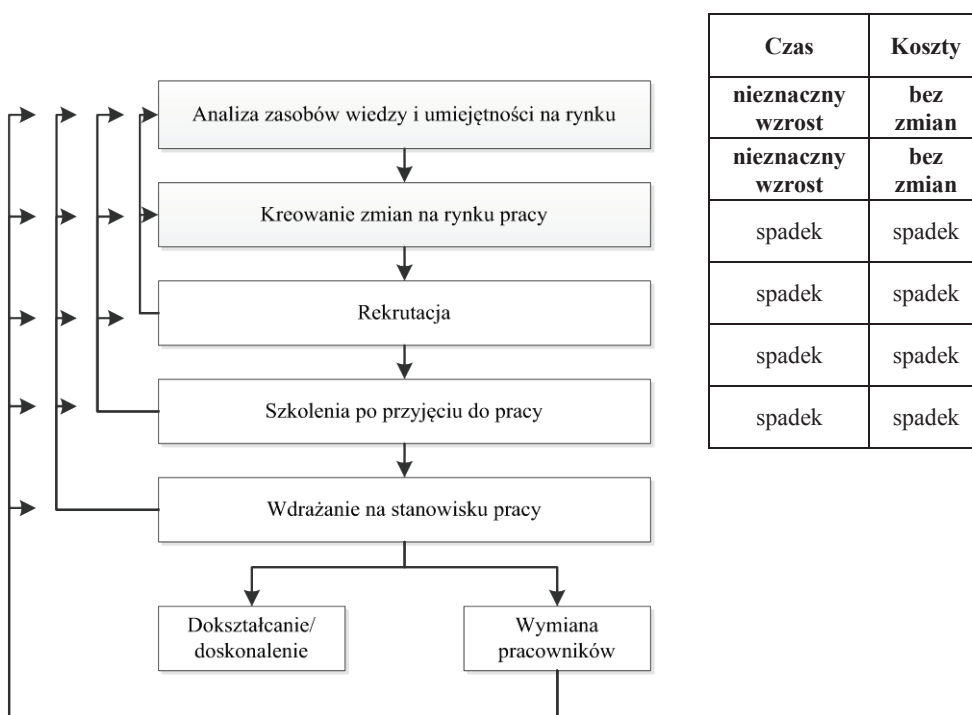 Analiza zasobów wiedzy i umiejętności na rynku
Kreowanie zmian na rynku pracy
Rekrutacja
Szkolenia po przyjęciu do pracy
Wdrażanie na stanowisku pracy
Dokształcanie/
doskonalenie
Wymiana
pracowników
Czas Koszty
nieznaczny bez
wzrost zmian
nieznaczny bez
wzrost zmian
spadek spadek
spadek spadek
spadek spadek
spadek spadek